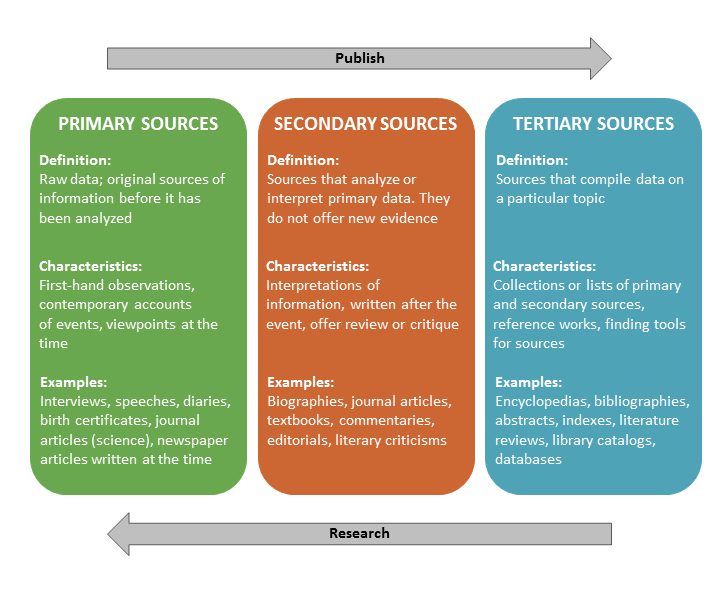 Publish
PRIMARY SOURCES
Definition:
Raw data; original sources of
information before it has
been analyzed
Characteristics:
First-hand observations,
contemporary accounts
of events, viewpoints at the
time
Examples:
Interviews, speeches, diaries,
birth certificates, journal
articles (science), newspaper
articles written at the time
SECONDARY SOURCES
Definition:
Sources that analyze or
interpret primary data. They
do not offer new evidence
Characteristics:
Interpretations of
information, written after the
event, offer review or critique
Examples:
Biographies, journal articles,
textbooks, commentaries,
editorials, literary criticisms
TERTIARY SOURCES
Definition:
Sources that compile data on
a particular topic
Characteristics:
Collections or lists of primary
and secondary sources,
reference works, finding tools
for sources
Examples:
Encyclopedias, bibliographies,
abstracts, indexes, literature
reviews, library catalogs,
databases
Research